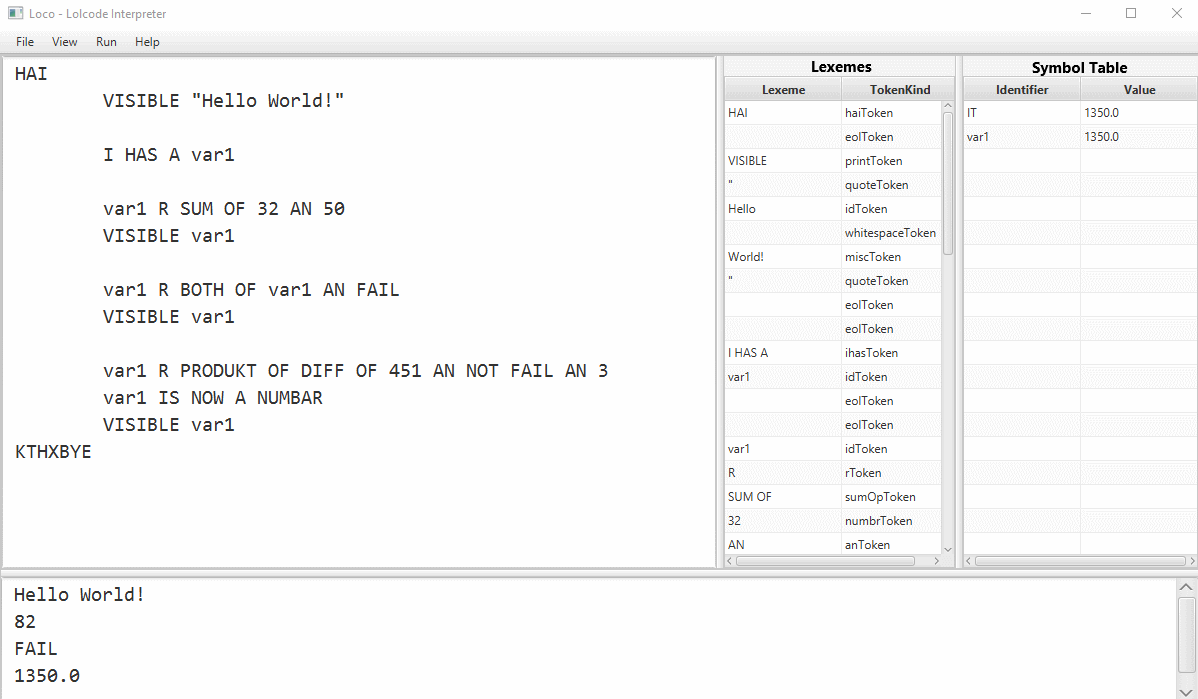 Loco - Lolcode Interpreter
File View Run Help
HAI
VISIBLE "Hello World!"
I HAS A var1
var1 R SUM OF 32 AN 50
VISIBLE var1
var1 R BOTH OF var1 AN FAIL
VISIBLE var1
var1 R PRODUKT OF DIFF OF 451 AN NOT FAIL AN 3
var1 IS NOW A NUMBAR
VISIBLE var1
KTHXBYE
Lexemes
Lexeme TokenKind
HAI haiToken
eolToken
VISIBLE printToken
" quoteToken
Hello idToken
whitespaceToken
World! miscToken
" quoteToken
eolToken
eolToken
I HAS A ihasToken
var1 idToken
eolToken
eolToken
var1 idToken
R rToken
SUM OF sumOpToken
32 numbrToken
AN anToken
Symbol Table
Identifier Value
IT 1350.0
var1 1350.0
Hello World!
82
FAIL
1350.0